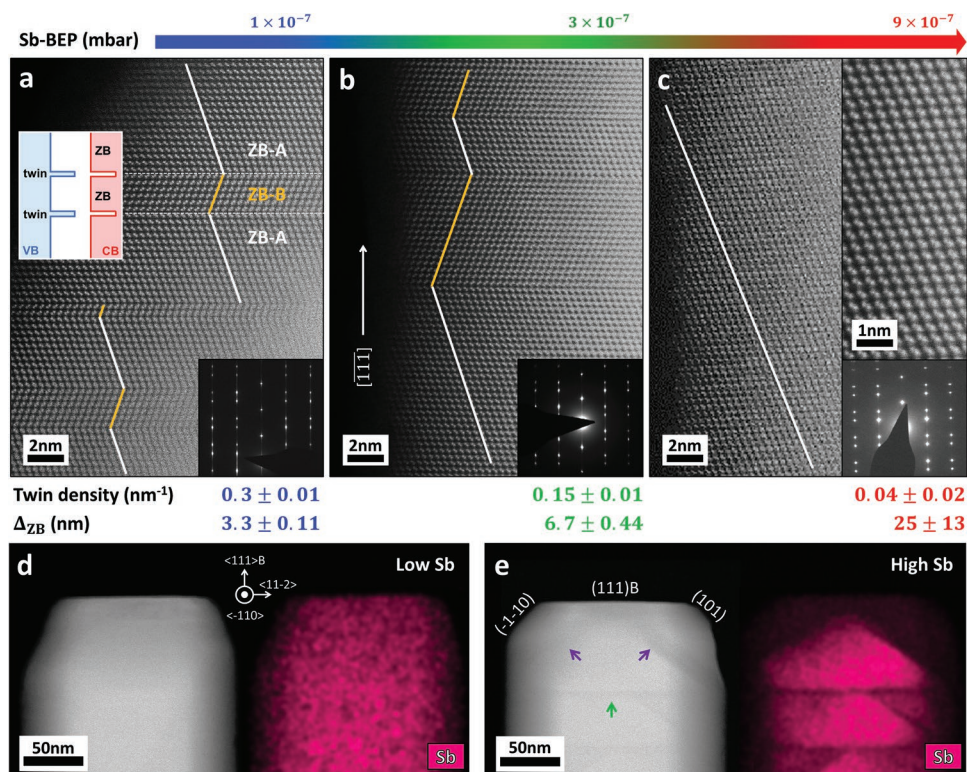 1 × 10⁻⁷ 3 × 10⁻⁷ 9 × 10⁻⁷
Sb-BEP (mbar)
a
ZB-A
ZB-B
ZB-A
ZB
twin
ZB
twin
VB CB
2nm
b
[111]
2nm
c
1nm
2nm
Twin density (nm⁻¹) 0.3 ± 0.01 0.15 ± 0.01 0.04 ± 0.02
Δ_ZB (nm) 3.3 ± 0.11 6.7 ± 0.44 25 ± 13
d
<111>B
<11-2>
<-110>
Low Sb
50nm
Sb
e
(-1-10)
(111)B
(101)
High Sb
50nm
Sb